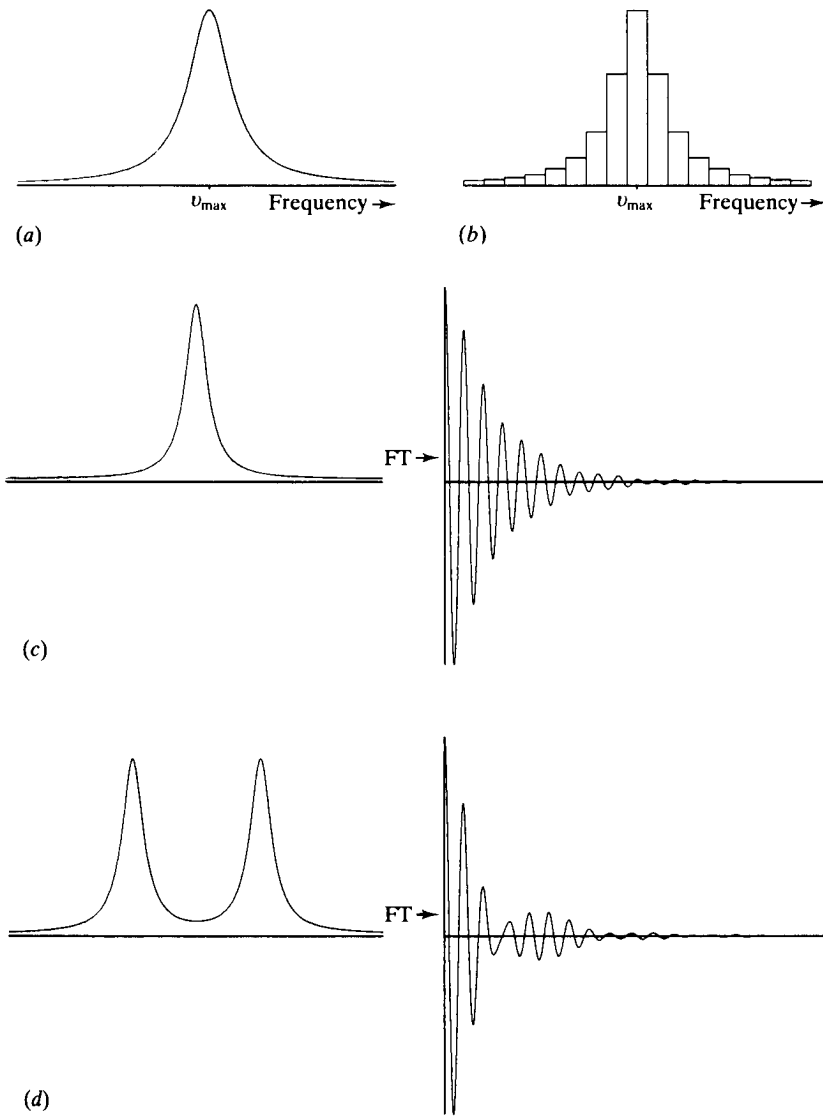 υmax
Frequency →
(a)
υmax
Frequency →
(b)
FT →
(c)
FT →
(d)